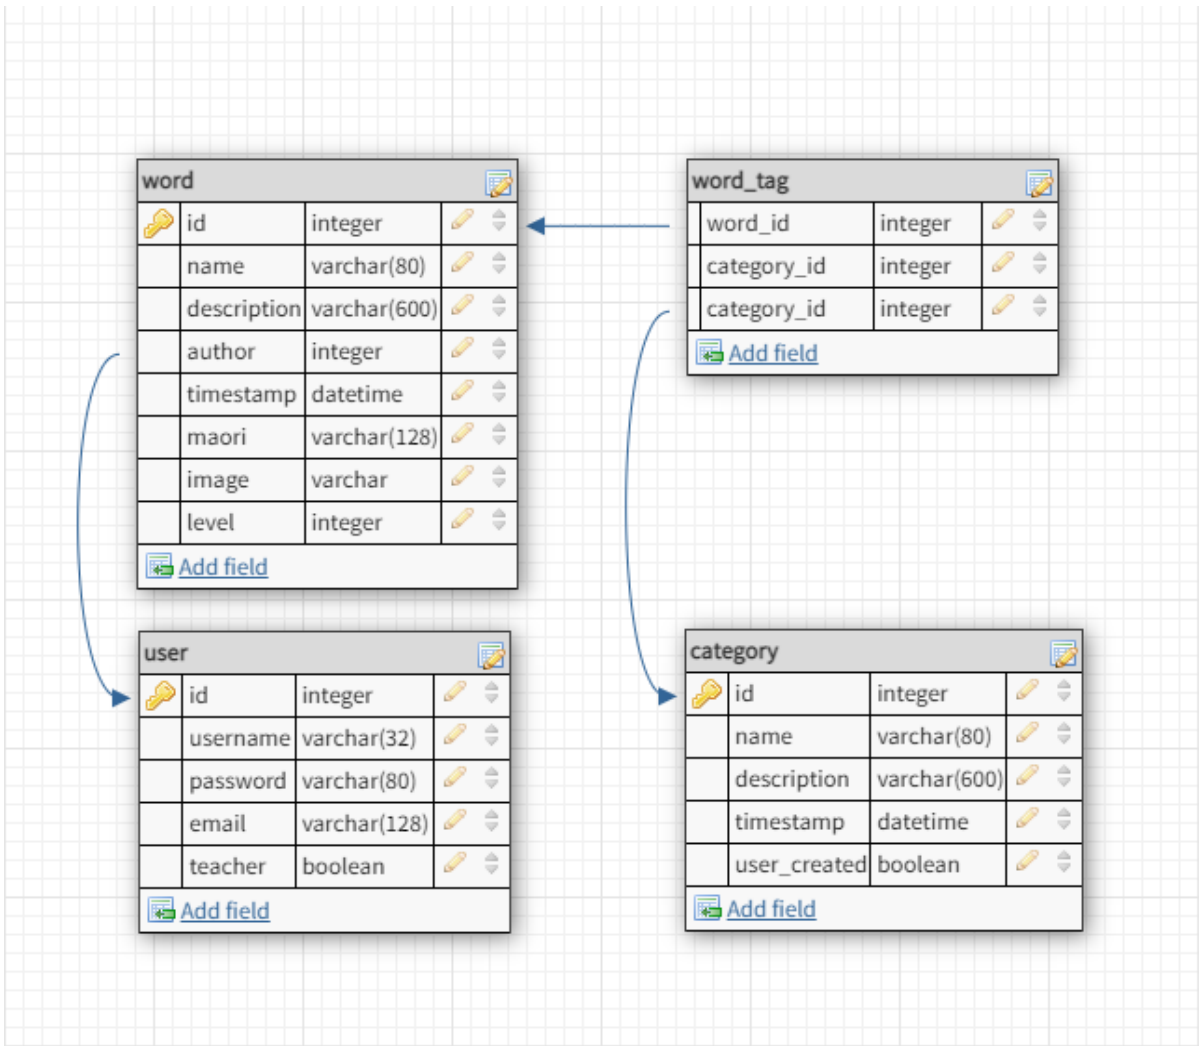 word
id integer
name varchar(80)
description varchar(600)
author integer
timestamp datetime
maori varchar(128)
image varchar
level integer
Add field
word_tag
word_id integer
category_id integer
category_id integer
Add field
user
id integer
username varchar(32)
password varchar(80)
email varchar(128)
teacher boolean
Add field
category
id integer
name varchar(80)
description varchar(600)
timestamp datetime
user_created boolean
Add field